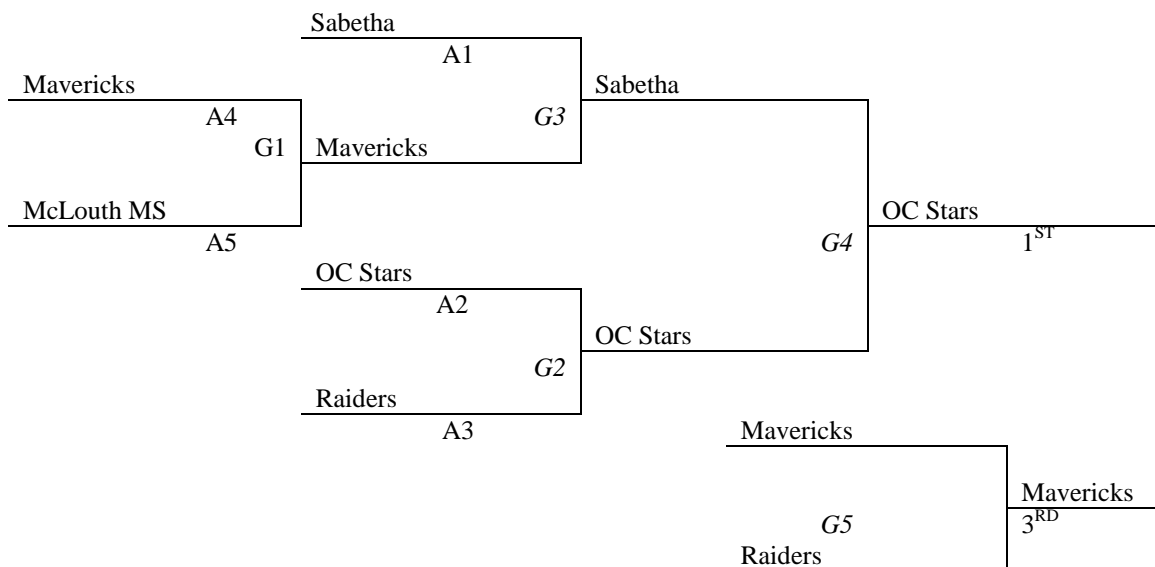 Sabetha
A1
Mavericks
Sabetha
A4
G3
G1
Mavericks
McLouth MS
OC Stars
A5
G4
1ST
OC Stars
A2
OC Stars
G2
Raiders
A3
Mavericks
Mavericks
G5
3RD
Raiders